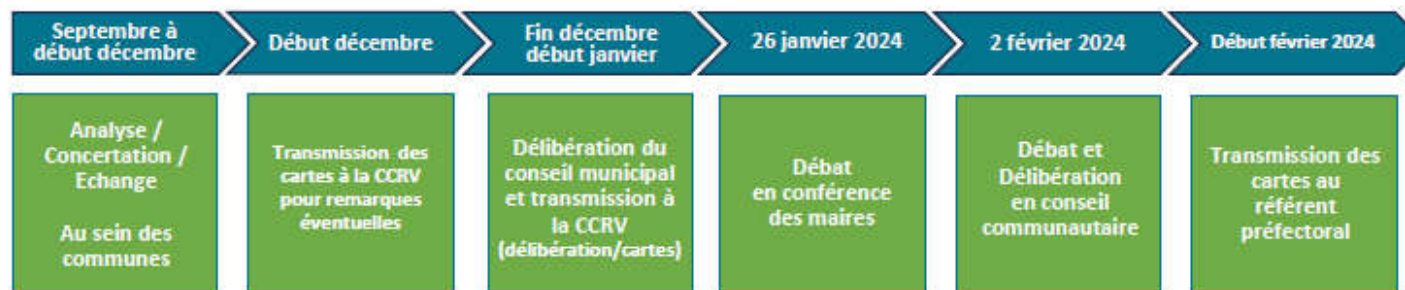 Septembre à
début décembre
Début décembre
Fin décembre
début janvier
26 janvier 2024
2 février 2024
Début février 2024
Analyse /
Concertation /
Echange
Au sein des
communes
Transmission des
cartes à la CCRV
pour remarques
éventuelles
Délibération du
conseil municipal
et transmission à
la CCRV
(délibération/cartes)
Débat
en conférence
des maires
Débat et
Délibération
en conseil
communautaire
Transmission des
cartes au
référent
préfectoral